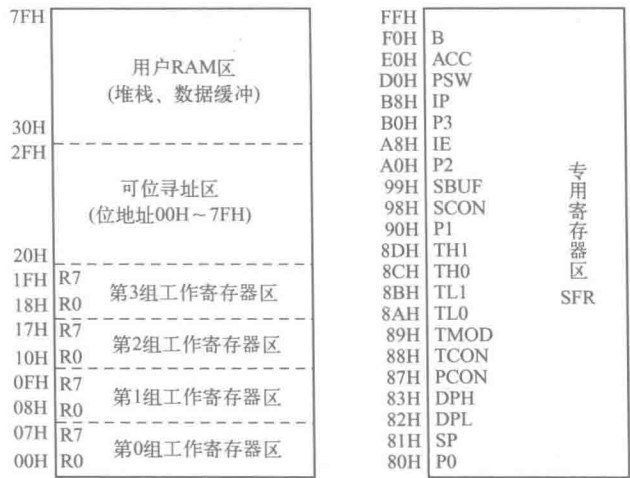 7FH
用户RAM区
(堆栈、数据缓冲)
30H
2FH
可位寻址区
(位地址00H~7FH)
20H
1FH R7
第3组工作寄存器区
18H R0
17H R7
第2组工作寄存器区
10H R0
0FH R7
第1组工作寄存器区
08H R0
07H R7
第0组工作寄存器区
00H R0
FFH
F0H B
E0H ACC
D0H PSW
B8H IP
B0H P3
A8H IE
A0H P2
99H SBUF
98H SCON
90H P1
8DH TH1
8CH TH0
8BH TL1
8AH TL0
89H TMOD
88H TCON
87H PCON
83H DPH
82H DPL
81H SP
80H P0
专用寄存器区
SFR